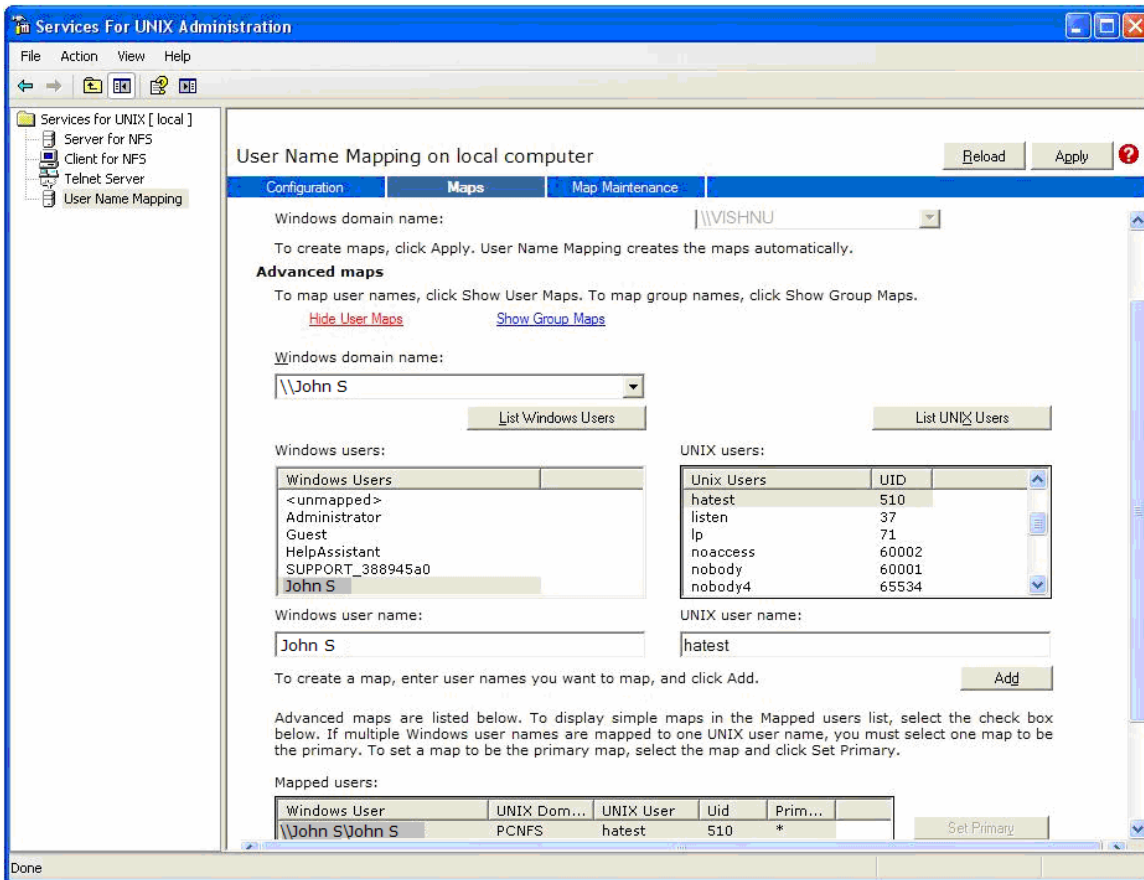 Services For UNIX Administration
File Action View Help
Services for UNIX [ local ]
Server for NFS
Client for NFS
Telnet Server
User Name Mapping
User Name Mapping on local computer
Reload Apply ?
Configuration Maps Map Maintenance
Windows domain name: \\VISHNU
To create maps, click Apply. User Name Mapping creates the maps automatically.
Advanced maps
To map user names, click Show User Maps. To map group names, click Show Group Maps.
Hide User Maps Show Group Maps
Windows domain name:
\\John S
List Windows Users List UNIX Users
Windows users: UNIX users:
Windows Users Unix Users UID
<unmapped> hatest 510
Administrator listen 37
Guest lp 71
HelpAssistant noaccess 60002
SUPPORT_388945a0 nobody 60001
John S nobody4 65534
Windows user name: UNIX user name:
John S hatest
To create a map, enter user names you want to map, and click Add. Add
Advanced maps are listed below. To display simple maps in the Mapped users list, select the check box
below. If multiple Windows user names are mapped to one UNIX user name, you must select one map to be
the primary. To set a map to be the primary map, select the map and click Set Primary.
Mapped users:
Windows User UNIX Dom... UNIX User Uid Prim...
\\John S\John S PCNFS hatest 510 * Set Primary
Done